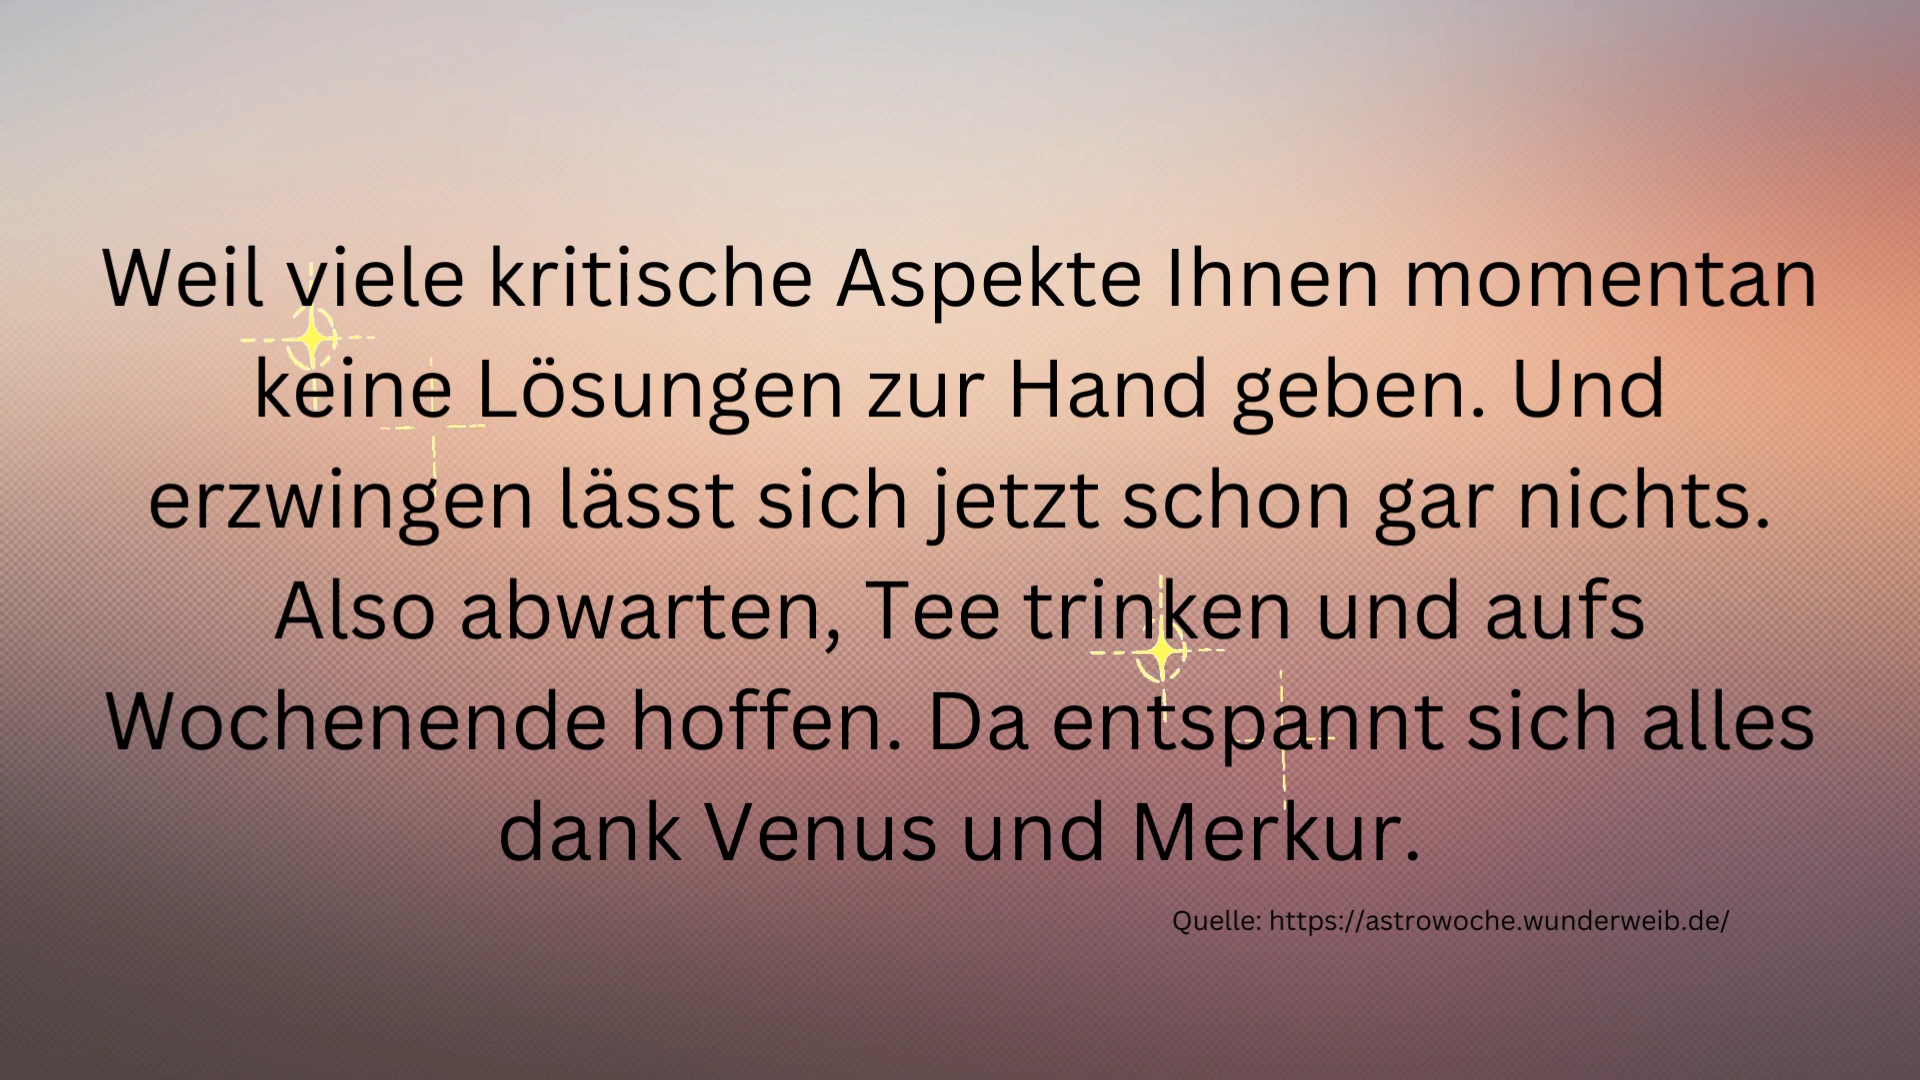 Weil viele kritische Aspekte Ihnen momentan
keine Lösungen zur Hand geben. Und
erzwingen lässt sich jetzt schon gar nichts.
Also abwarten, Tee trinken und aufs
Wochenende hoffen. Da entspannt sich alles
dank Venus und Merkur.
Quelle: https://astrowoche.wunderweib.de/